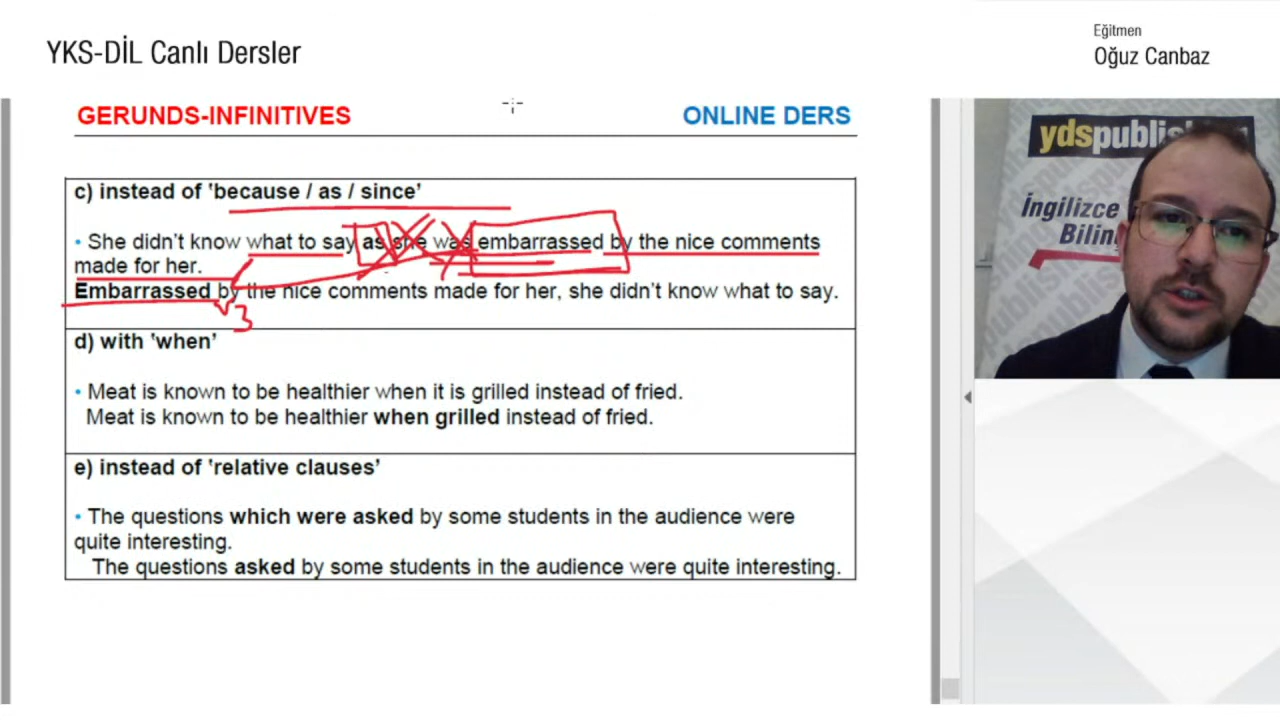 YKS-DİL Canlı Dersler
Eğitmen
Oğuz Canbaz
GERUNDS-INFINITIVES
ONLINE DERS
c) instead of 'because / as / since'
• She didn't know what to say as she was embarrassed by the nice comments
made for her.
Embarrassed by the nice comments made for her, she didn't know what to say.
3
d) with 'when'
• Meat is known to be healthier when it is grilled instead of fried.
Meat is known to be healthier when grilled instead of fried.
e) instead of 'relative clauses'
• The questions which were asked by some students in the audience were
quite interesting.
The questions asked by some students in the audience were quite interesting.
İngilizce